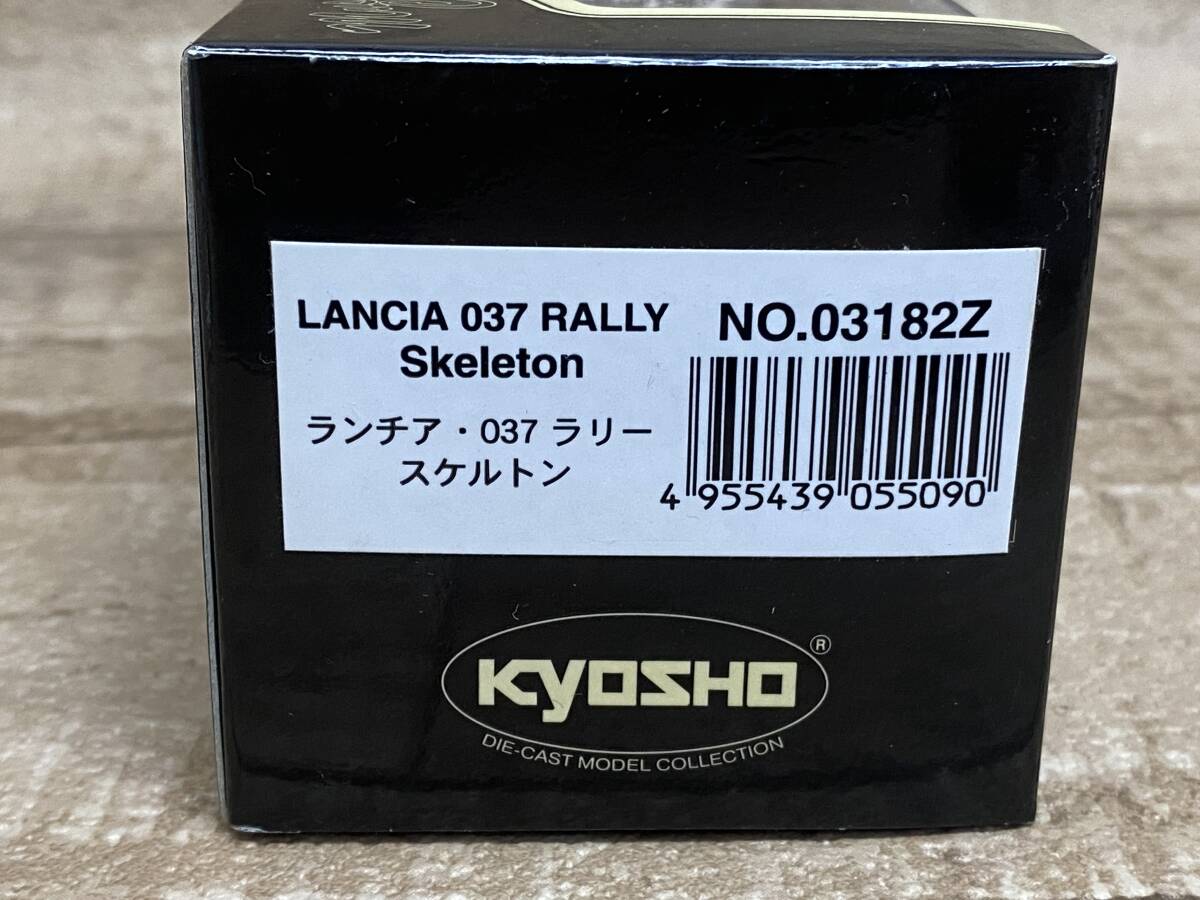 LANCIA 037 RALLY
Skeleton
ランチア・037 ラリー
スケルトン
NO.03182Z
4 955439 055090
KYOSHO ®
DIE-CAST MODEL COLLECTION